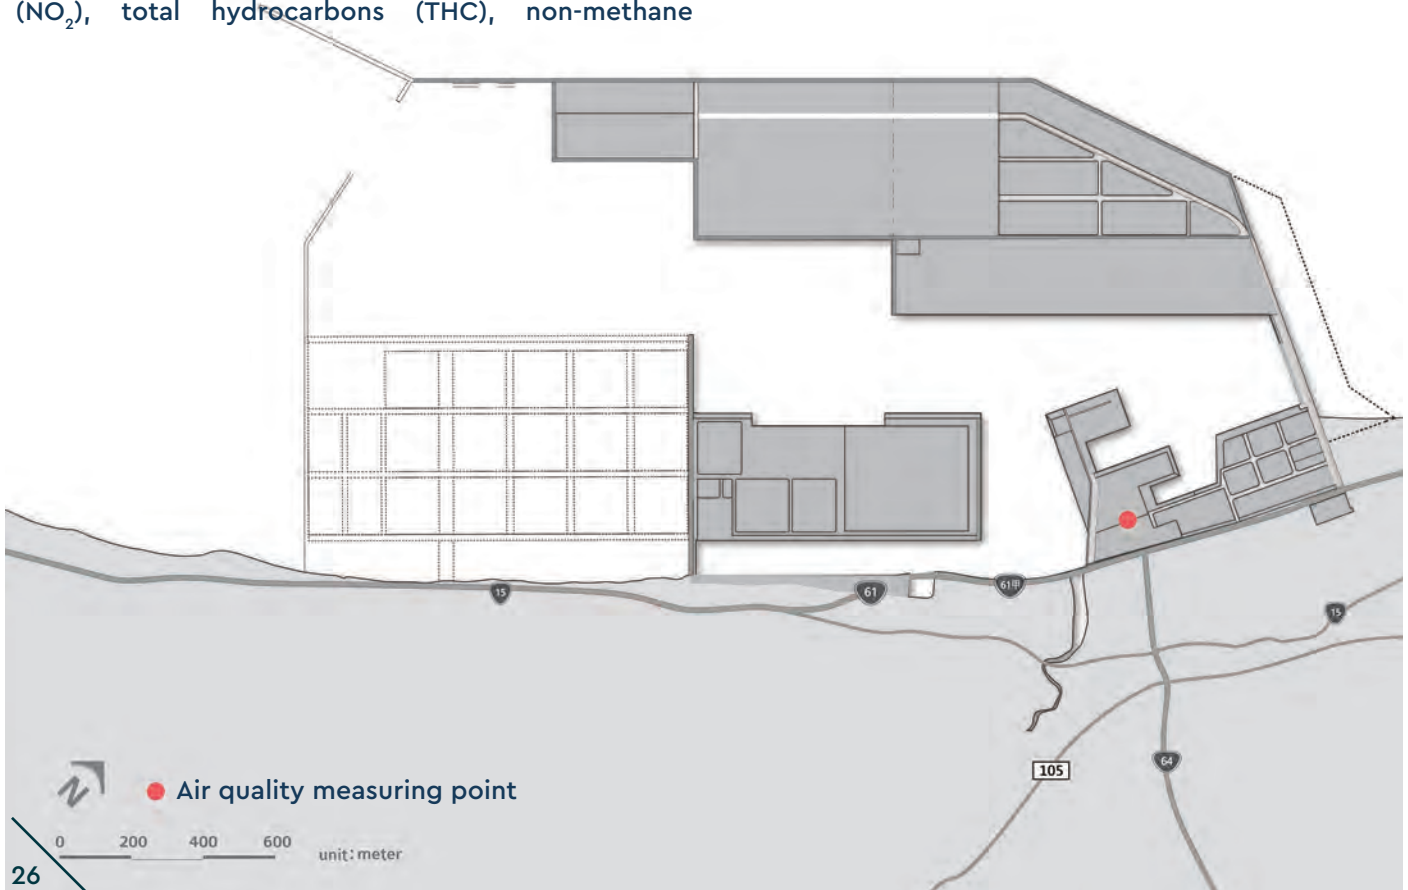 (NO₂), total hydrocarbons (THC), non-methane
15
61
61甲
15
105
64
N
Air quality measuring point
0 200 400 600
unit: meter
26